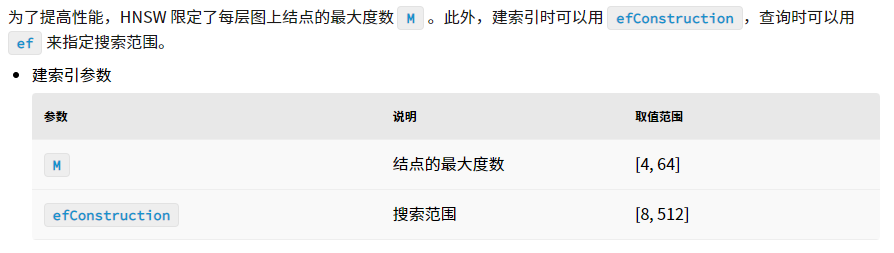 为了提高性能，HNSW 限定了每层图上结点的最大度数 M 。此外，建索引时可以用 efConstruction ，查询时可以用
ef 来指定搜索范围。
• 建索引参数
参数 说明 取值范围
M 结点的最大度数 [4, 64]
efConstruction 搜索范围 [8, 512]